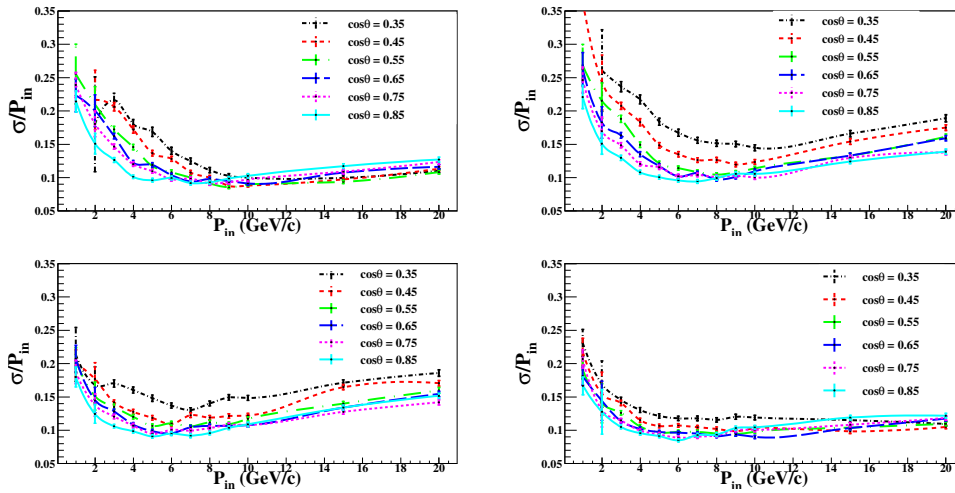 0.35
0.3
0.25
0.2
0.15
0.1
0.05
σ/P_in
2 4 6 8 10 12 14 16 18 20
P_in (GeV/c)
cosθ = 0.35
cosθ = 0.45
cosθ = 0.55
cosθ = 0.65
cosθ = 0.75
cosθ = 0.85
0.35
0.3
0.25
0.2
0.15
0.1
0.05
σ/P_in
2 4 6 8 10 12 14 16 18 20
P_in (GeV/c)
cosθ = 0.35
cosθ = 0.45
cosθ = 0.55
cosθ = 0.65
cosθ = 0.75
cosθ = 0.85
0.35
0.3
0.25
0.2
0.15
0.1
0.05
σ/P_in
2 4 6 8 10 12 14 16 18 20
P_in (GeV/c)
cosθ = 0.35
cosθ = 0.45
cosθ = 0.55
cosθ = 0.65
cosθ = 0.75
cosθ = 0.85
0.35
0.3
0.25
0.2
0.15
0.1
0.05
σ/P_in
2 4 6 8 10 12 14 16 18 20
P_in (GeV/c)
cosθ = 0.35
cosθ = 0.45
cosθ = 0.55
cosθ = 0.65
cosθ = 0.75
cosθ = 0.85